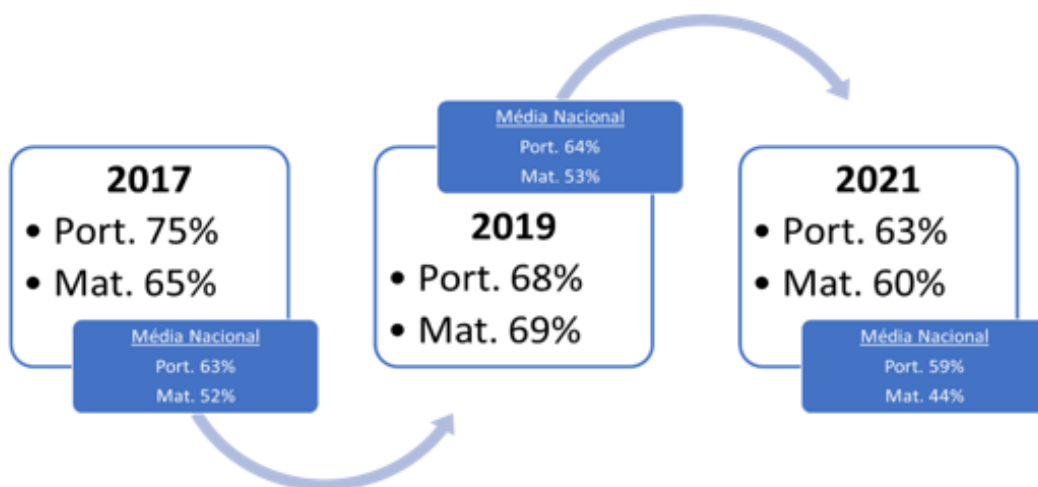 2017
• Port. 75%
• Mat. 65%
Média Nacional
Port. 63%
Mat. 52%
Média Nacional
Port. 64%
Mat. 53%
2019
• Port. 68%
• Mat. 69%
2021
• Port. 63%
• Mat. 60%
Média Nacional
Port. 59%
Mat. 44%